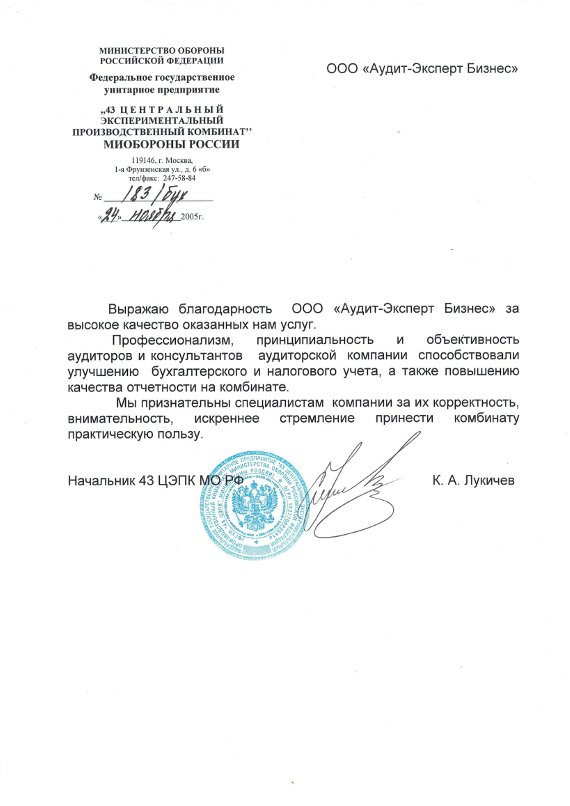 МИНИСТЕРСТВО ОБОРОНЫ
РОССИЙСКОЙ ФЕДЕРАЦИИ
Федеральное государственное
унитарное предприятие
„43 ЦЕНТРАЛЬНЫЙ
ЭКСПЕРИМЕНТАЛЬНЫЙ
ПРОИЗВОДСТВЕННЫЙ КОМБИНАТ’’
МИОБОРОНЫ РОССИИ
119146, г. Москва,
1-я Фрунзенская ул., д. 6 «б»
тел/факс: 247-58-84
№ 183/бух
«24» ноября 2005г.
ООО «Аудит-Эксперт Бизнес»
Выражаю благодарность ООО «Аудит-Эксперт Бизнес» за
высокое качество оказанных нам услуг.
Профессионализм, принципиальность и объективность
аудиторов и консультантов аудиторской компании способствовали
улучшению бухгалтерского и налогового учета, а также повышению
качества отчетности на комбинате.
Мы признательны специалистам компании за их корректность,
внимательность, искреннее стремление принести комбинату
практическую пользу.
Начальник 43 ЦЭПК МО РФ К. А. Лукичев